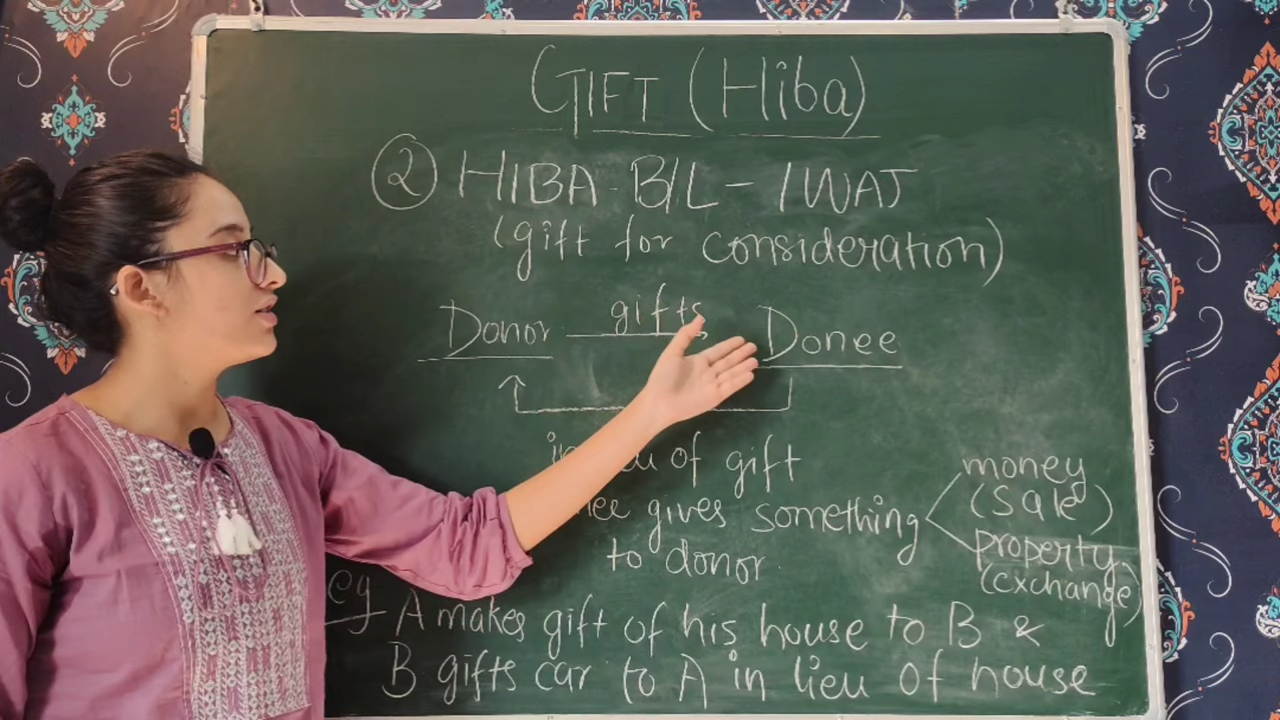 GIFT (Hiba)
② HIBA-BIL-IWAJ
(gift for consideration)
gifts
Donor Donee
of gift
gives something
to donor.
money
(Sale)
property
(exchange)
eg A makes gift of his house to B &
B gifts car to A in lieu of house